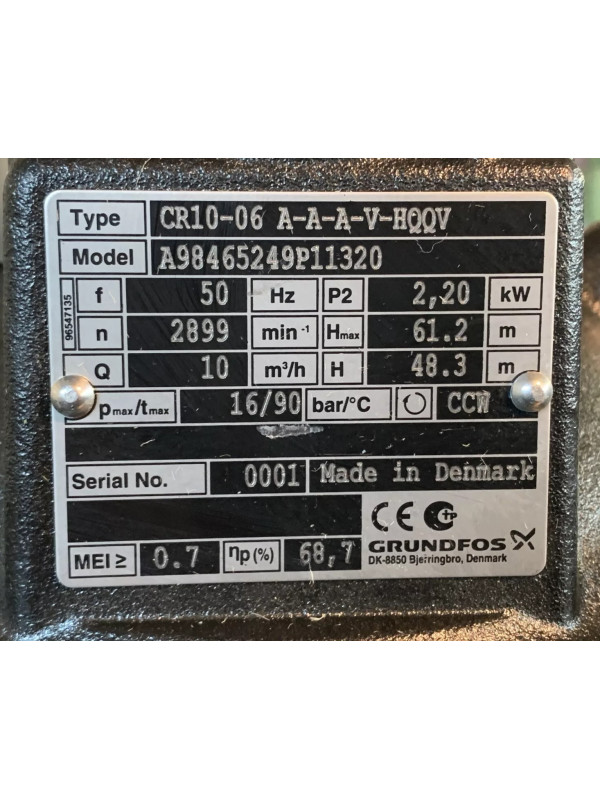 Type CR10-06 A-A-A-V-HQQV
Model A98465249P11320
96547135
f 50 Hz P2 2,20 kW
n 2899 min⁻¹ Hmax 61.2 m
Q 10 m³/h H 48.3 m
pmax/tmax 16/90 bar/°C CCW
Serial No. 0001 Made in Denmark
CE
MEI ≥ 0.7 ηp(%) 68,7
GRUNDFOS
DK-8850 Bjerringbro, Denmark